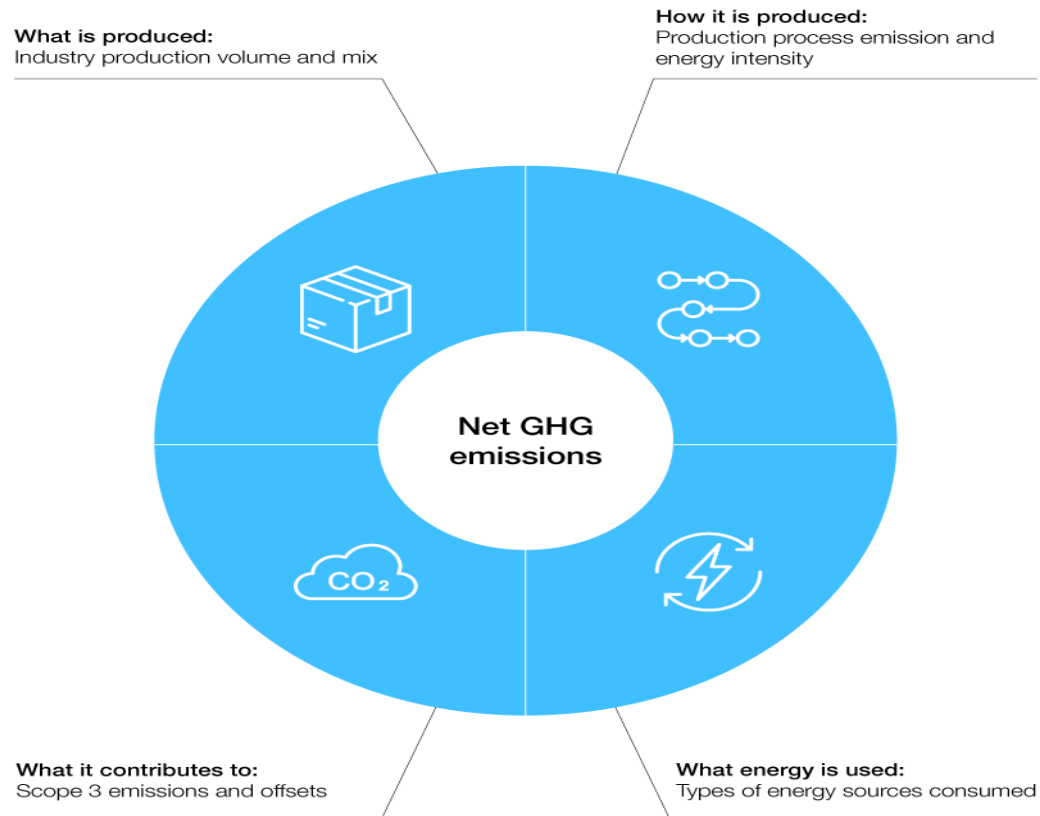 What is produced:
Industry production volume and mix
How it is produced:
Production process emission and
energy intensity
Net GHG
emissions
CO₂
What it contributes to:
Scope 3 emissions and offsets
What energy is used:
Types of energy sources consumed